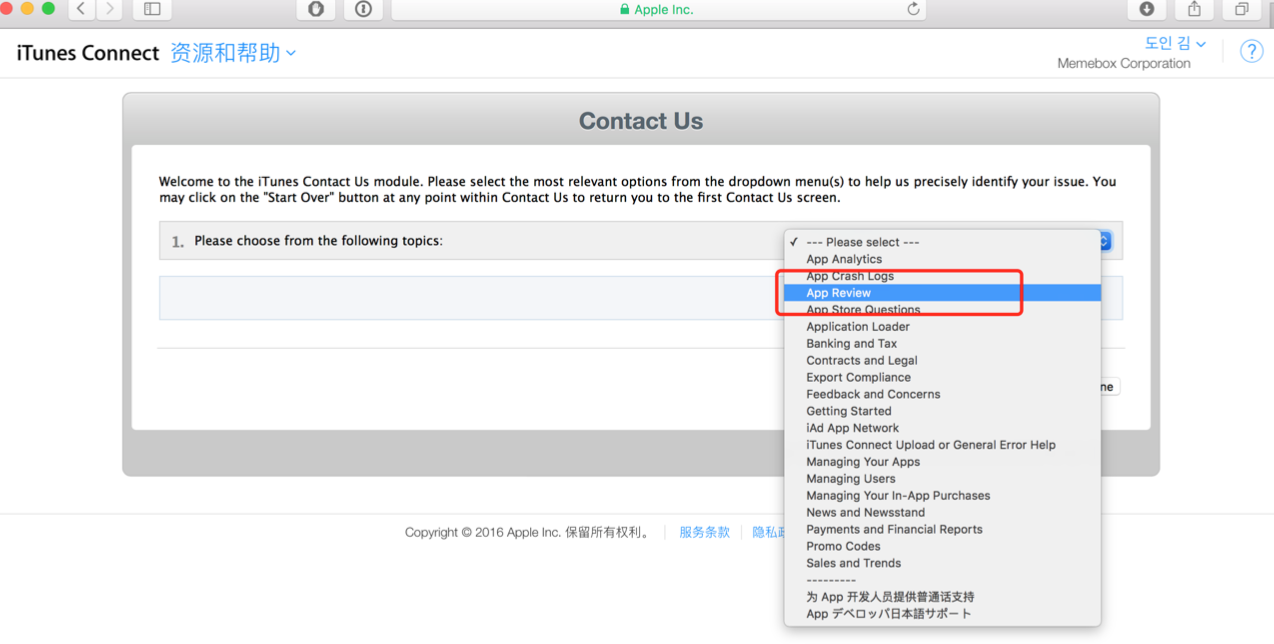 Apple Inc.
iTunes Connect 资源和帮助
도인 김
Memebox Corporation
?
Contact Us
Welcome to the iTunes Contact Us module. Please select the most relevant options from the dropdown menu(s) to help us precisely identify your issue. You
may click on the "Start Over" button at any point within Contact Us to return you to the first Contact Us screen.
1. Please choose from the following topics:
✓ --- Please select ---
App Analytics
App Crash Logs
App Review
App Store Questions
Application Loader
Banking and Tax
Contracts and Legal
Export Compliance
Feedback and Concerns
Getting Started
iAd App Network
iTunes Connect Upload or General Error Help
Managing Your Apps
Managing Users
Managing Your In-App Purchases
News and Newsstand
Payments and Financial Reports
Promo Codes
Sales and Trends
---------
为 App 开发人员提供普通话支持
App デベロッパ日本語サポート
ne
Copyright © 2016 Apple Inc. 保留所有权利。 服务条款 隐私